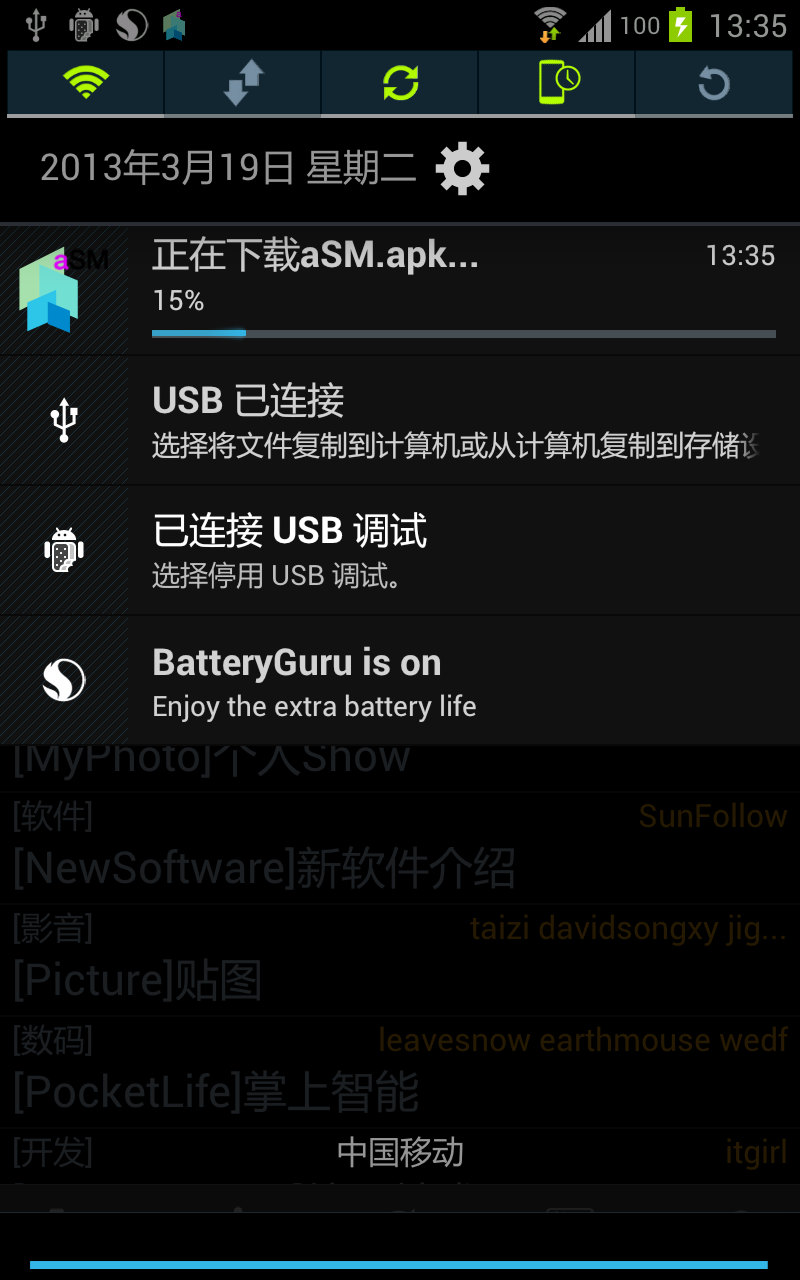 100 13:35
2013年3月19日 星期二
aSM
正在下载aSM.apk... 13:35
15%
USB 已连接
选择将文件复制到计算机或从计算机复制到存储设
已连接 USB 调试
选择停用 USB 调试。
BatteryGuru is on
Enjoy the extra battery life
[MyPhoto]个人Show
[软件] SunFollow
[NewSoftware]新软件介绍
[影音] taizi davidsongxy jig...
[Picture]贴图
[数码] leavesnow earthmouse wedf
[PocketLife]掌上智能
[开发] 中国移动 itgirl